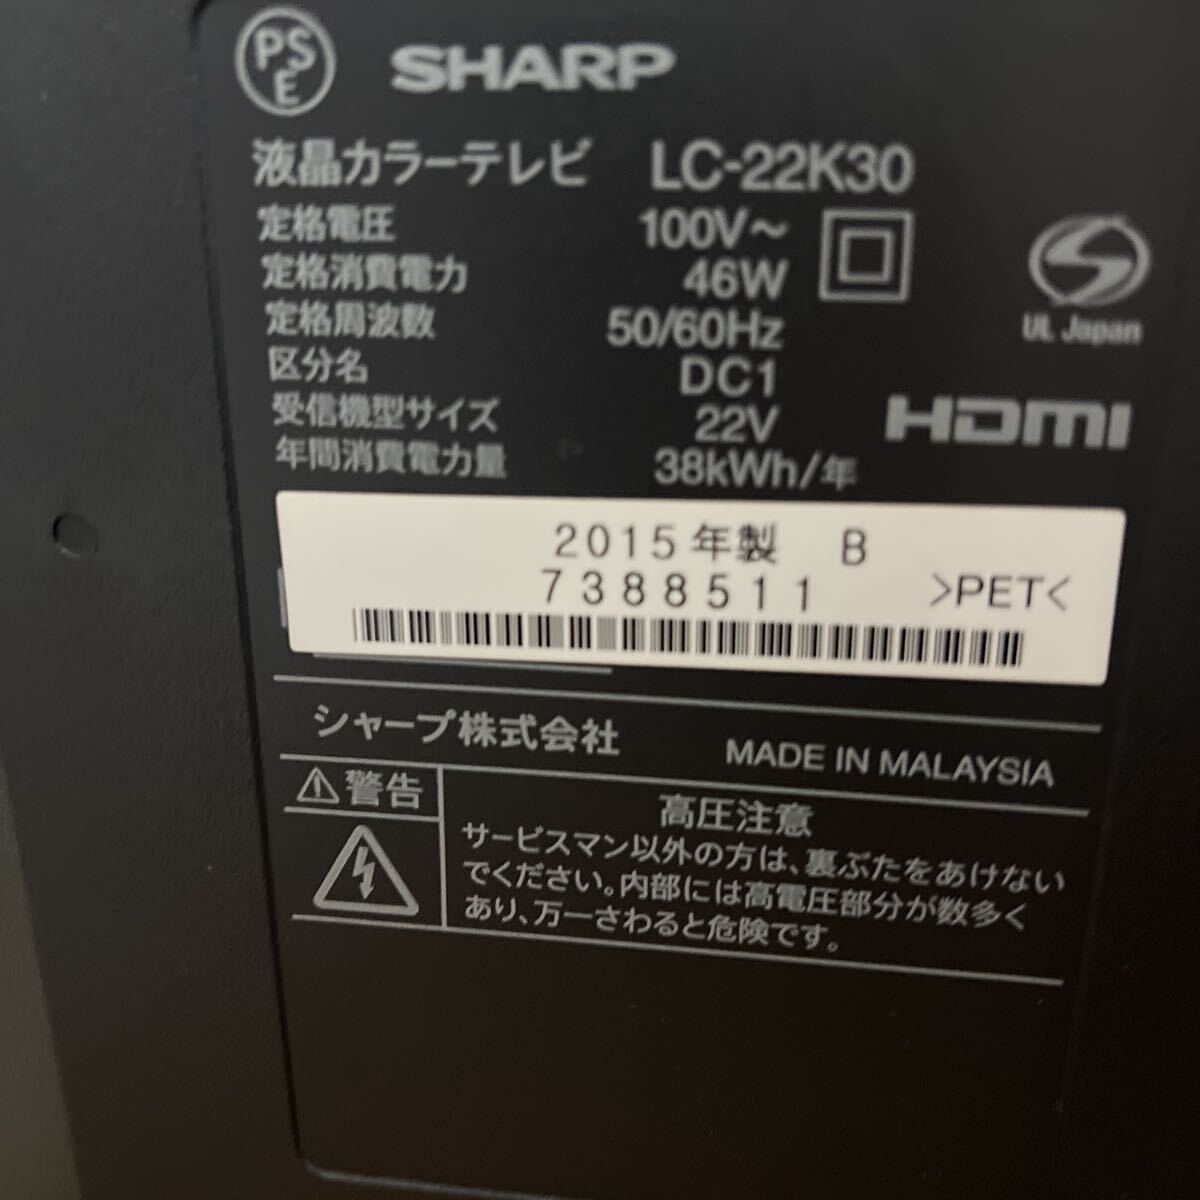 PSE SHARP
液晶カラーテレビ LC-22K30
定格電圧 100V～
定格消費電力 46W
定格周波数 50/60Hz
区分名 DC1
受信機型サイズ 22V
年間消費電力量 38kWh/年
UL Japan
HDMI
2015年製 B
7388511 >PET<
シャープ株式会社 MADE IN MALAYSIA
警告
高圧注意
サービスマン以外の方は、裏ぶたをあけない
でください。内部には高電圧部分が数多く
あり、万一さわると危険です。